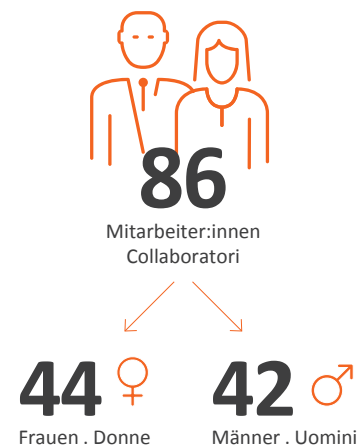 86
Mitarbeiter:innen
Collaboratori
44 ♀
42 ♂
Frauen . Donne
Männer . Uomini